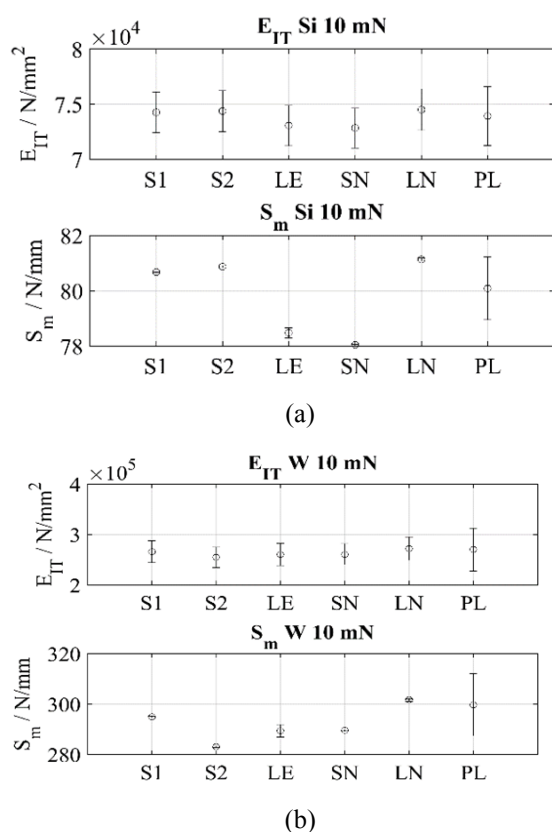 E_IT Si 10 mN
×10^4
8
7.5
7
E_IT / N/mm^2
S1 S2 LE SN LN PL
S_m Si 10 mN
82
80
78
S_m / N/mm
S1 S2 LE SN LN PL
(a)
E_IT W 10 mN
×10^5
4
3
2
E_IT / N/mm^2
S1 S2 LE SN LN PL
S_m W 10 mN
320
300
280
S_m / N/mm
S1 S2 LE SN LN PL
(b)